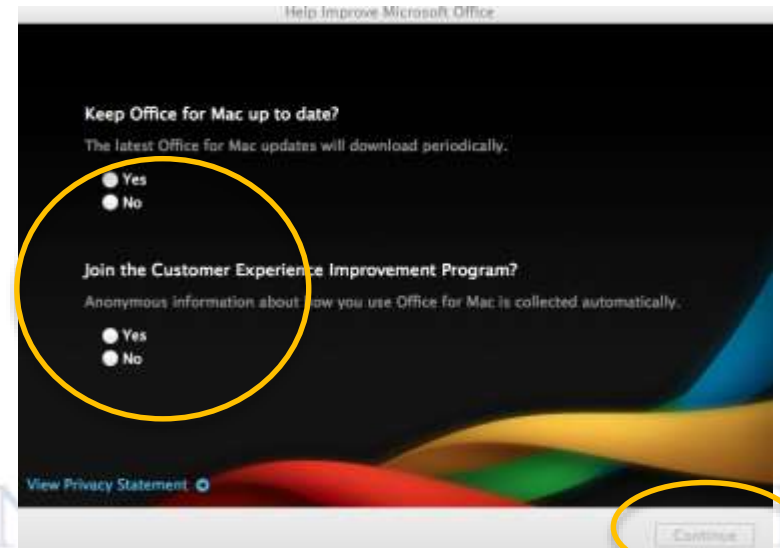 Help Improve Microsoft Office
Keep Office for Mac up to date?
The latest Office for Mac updates will download periodically.
Yes
No
Join the Customer Experience Improvement Program?
Anonymous information about how you use Office for Mac is collected automatically.
Yes
No
View Privacy Statement
Continue